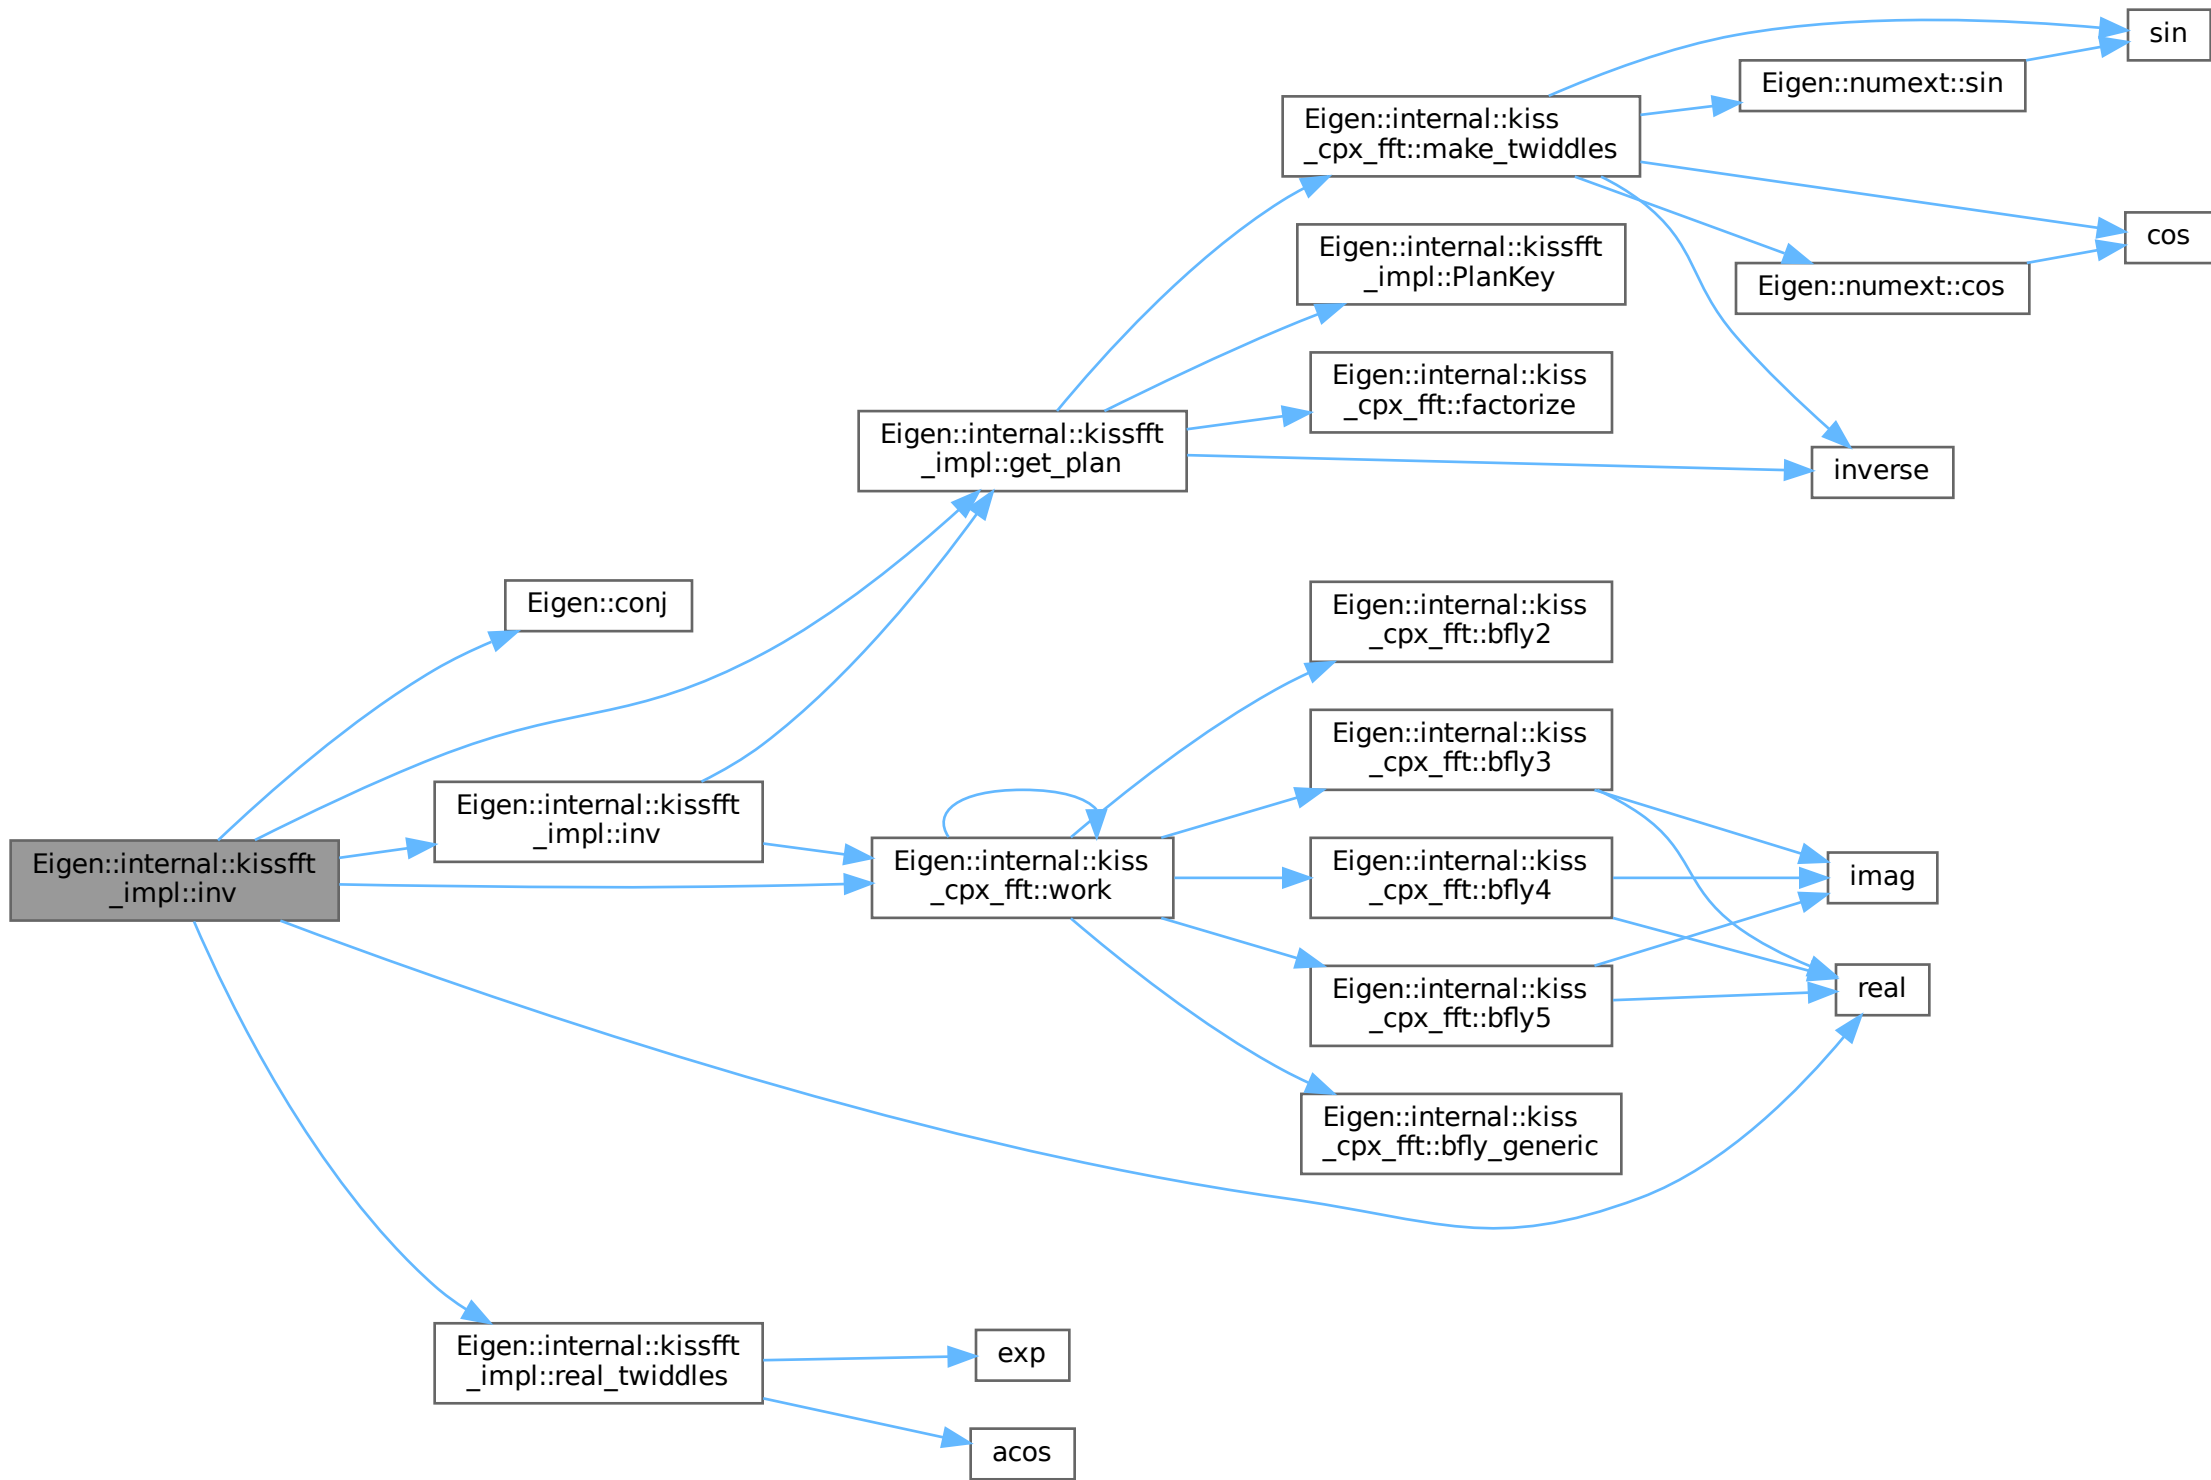 sin
Eigen::numext::sin
Eigen::internal::kiss
_cpx_fft::make_twiddles
cos
Eigen::internal::kissfft
_impl::PlanKey
Eigen::numext::cos
Eigen::internal::kiss
_cpx_fft::factorize
Eigen::internal::kissfft
_impl::get_plan
inverse
Eigen::conj
Eigen::internal::kiss
_cpx_fft::bfly2
Eigen::internal::kiss
_cpx_fft::bfly3
Eigen::internal::kissfft
_impl::inv
Eigen::internal::kissfft
_impl::inv
Eigen::internal::kiss
_cpx_fft::work
Eigen::internal::kiss
_cpx_fft::bfly4
imag
Eigen::internal::kiss
_cpx_fft::bfly5
real
Eigen::internal::kiss
_cpx_fft::bfly_generic
Eigen::internal::kissfft
_impl::real_twiddles
exp
acos